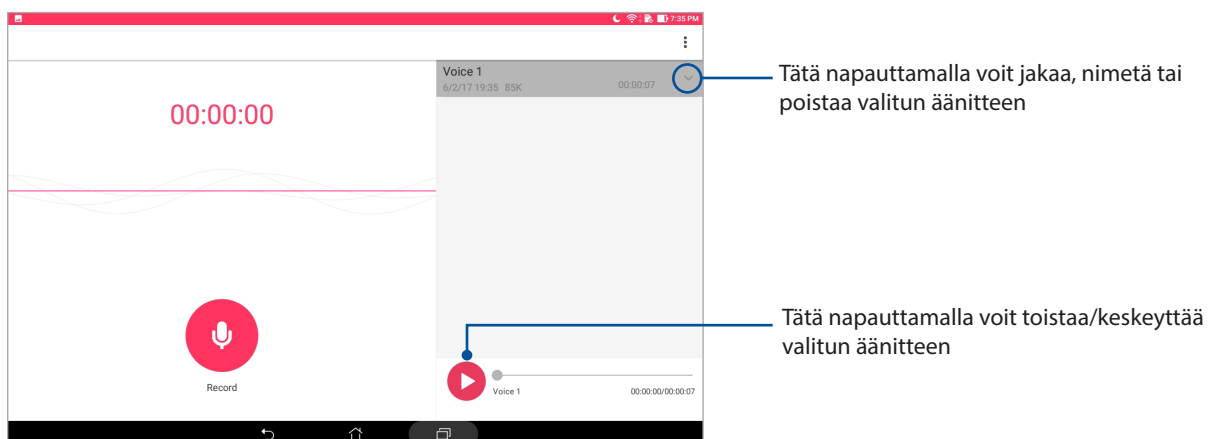 7:35 PM
Voice 1
6/2/17 19:35 85K
00:00:07
Tätä napauttamalla voit jakaa, nimetä tai
poistaa valitun äänitteen
00:00:00
Tätä napauttamalla voit toistaa/keskeyttää
valitun äänitteen
Record
Voice 1
00:00:00/00:00:07